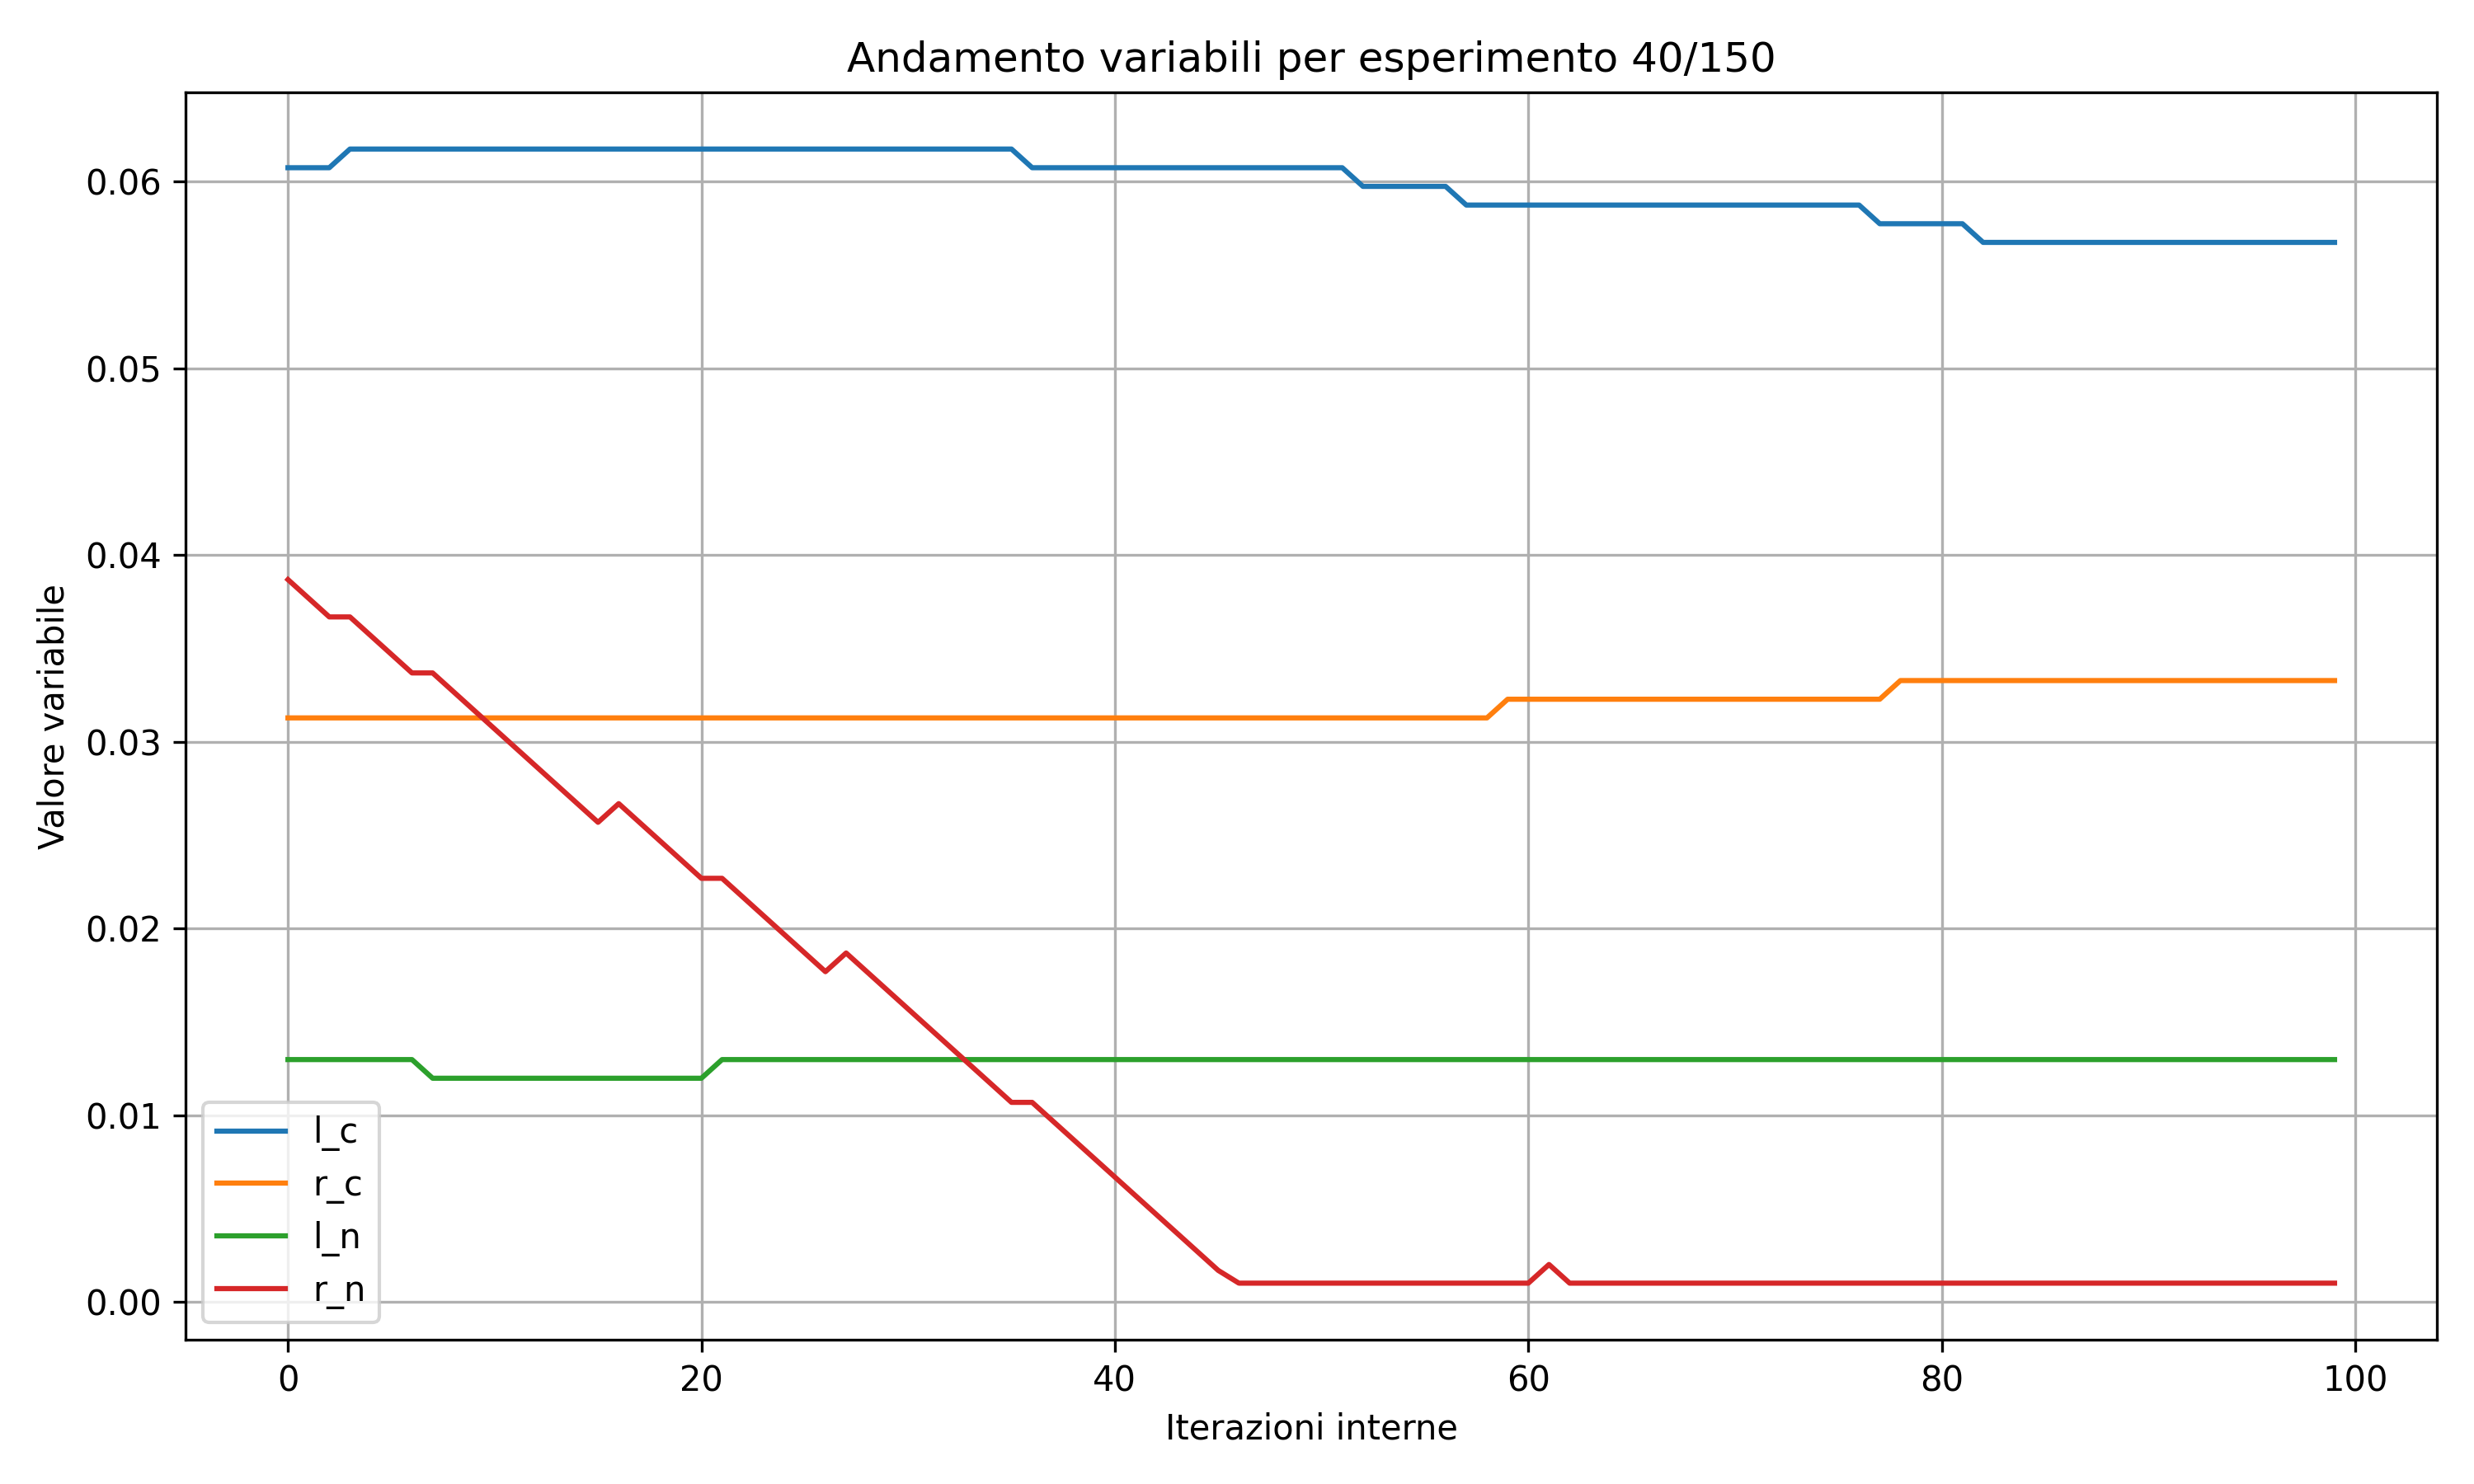 Andamento variabili per esperimento 40/150
Valore variabile
0.06
0.05
0.04
0.03
0.02
0.01
0.00
l_c
r_c
l_n
r_n
0 20 40 60 80 100
Iterazioni interne